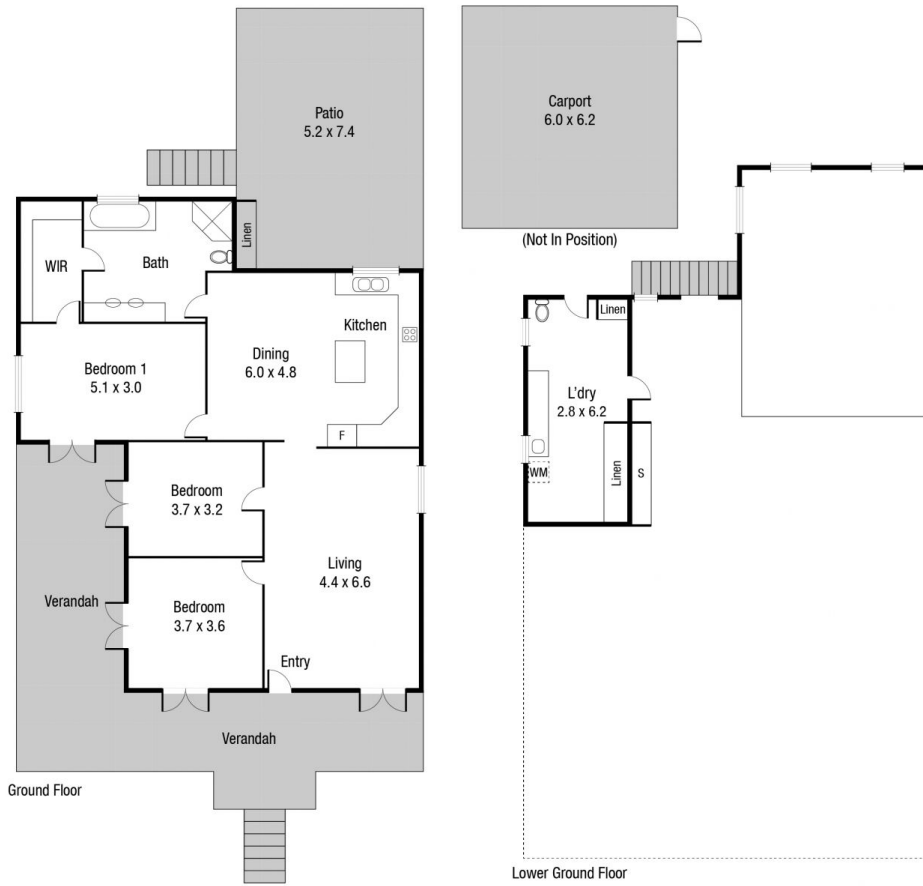 Patio
5.2 x 7.4
Carport
6.0 x 6.2
(Not In Position)
WIR
Bath
Linen
Kitchen
Dining
6.0 x 4.8
Bedroom 1
5.1 x 3.0
F
Bedroom
3.7 x 3.2
Living
4.4 x 6.6
Bedroom
3.7 x 3.6
Verandah
Entry
Verandah
Ground Floor
Linen
L'dry
2.8 x 6.2
WM
Linen
S
Lower Ground Floor